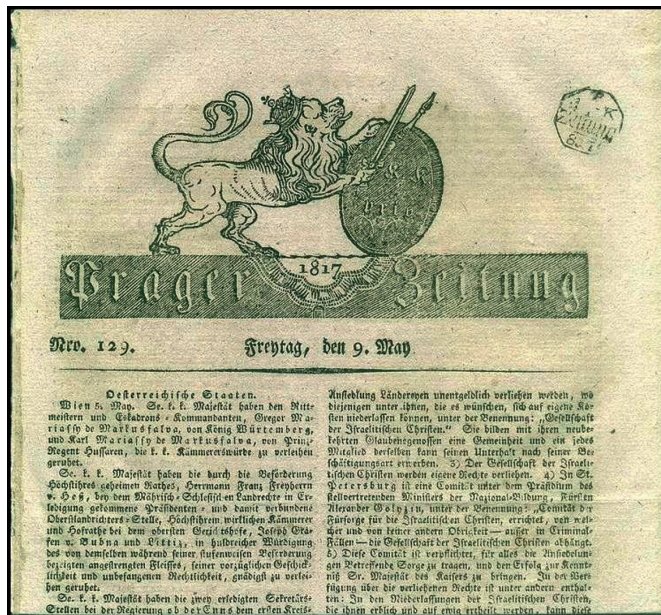 K K
1817
Prager Zeitung
Nro. 129.
Freytag, den 9. May
Oesterreichische Staaten.
Wien 5. May. Se. k. k. Majestät haben den Ritt-
meistern und Eskadrons-Kommandanten, Gregor Ma-
riassy de Markusfalva, von König Würtemberg,
und Karl Mariassy de Markusfalva, von Prinz-
Regent Hussaren, die k. k. Kämmererswürde zu verleihen
geruhet.
Se. k. k. Majestät haben die durch die Beförderung
Höchstihres geheimen Rathes, Herrmann Franz Freyherrn
v. Heß, bey dem Mährisch-Schlesischen Landrechte in Er-
ledigung gekommene Präsidenten- und damit verbundene
Oberstlandrichters-Stelle, Höchstihrem wirklichen Kämmerer
und Hofrathe bei dem obersten Gerichtshofe, Joseph Gra-
fen v. Kubna und Littiz, in huldreicher Würdigung
des von demselben während seiner stufenweisen Beförderung
bezeigten angestrengten Fleisses, seiner vorzüglichen Geschick-
lichkeit und unbefangenen Rechtlichkeit, gnädigst zu verlei-
hen geruhet.
Se. k. k. Majestät haben die zwey erledigten Sekretärs-
Stellen bei der Regierung ob der Enns dem ersten Kreis-
Ansiedlung Ländereyen unentgeldlich verliehen werden, wo
diejenigen unter ihnen, die es wünschen, sich auf eigene Ko-
sten niederlassen können, unter der Benennung: „Gesellschaft
der Israelitischen Christen.“ Sie bilden mit ihren neube-
kehrten Glaubensgenossen eine Gemeinheit und ein jedes
Mitglied derselben kann seinen Unterhalt nach seiner Be-
schäftigungsart erwerben. 3) Der Gesellschaft der Israeli-
tischen Christen werden eigene Rechte verliehen. 4) In St.
Petersburg ist eine Comität unter dem Präsidium des
stellvertretenden Ministers der Nazional-Bildung, Fürsten
Alexander Golyzin, unter der Benennung: „Comität der
Fürsorge für die Israelitischen Christen, errichtet, von wel-
cher und von keiner andern Obrigkeit — außer in Criminal-
Fällen — die Gesellschaft der Israelitischen Christen abhängt.
5) Diese Comität ist verpflichtet, für alles die Ansiedelun-
gen Betreffende Sorge zu tragen, und den Erfolg zur Kennt-
niß Sr. Majestät des Kaisers zu bringen. In der Verfü-
gung über die verliehenen Rechte ist unter andern enthal-
ten: In den Niederlassungen der Israelitischen Christen,
die ihnen erblich und auf ewig ertheilt werden, kann diese